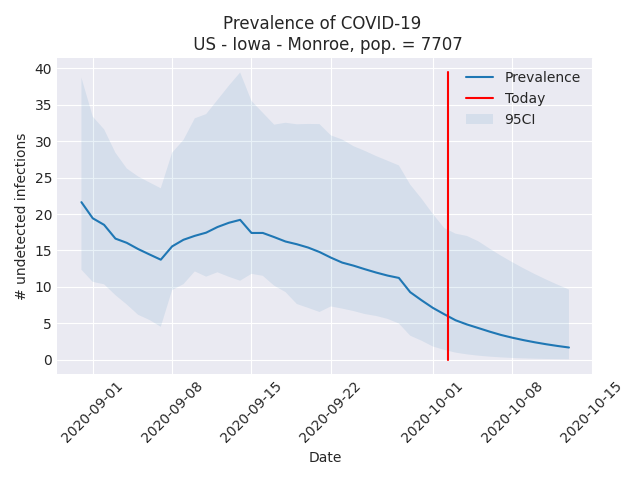 Prevalence of COVID-19
US - Iowa - Monroe, pop. = 7707
40
35
30
25
20
15
10
5
0
# undetected infections
Prevalence
Today
95CI
2020-09-01
2020-09-08
2020-09-15
2020-09-22
2020-10-01
2020-10-08
2020-10-15
Date